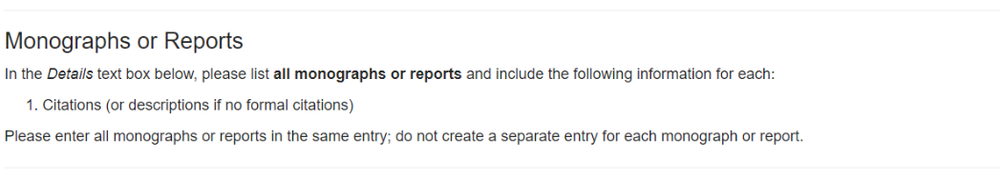 Monographs or Reports
In the Details text box below, please list all monographs or reports and include the following information for each:
1. Citations (or descriptions if no formal citations)
Please enter all monographs or reports in the same entry; do not create a separate entry for each monograph or report.